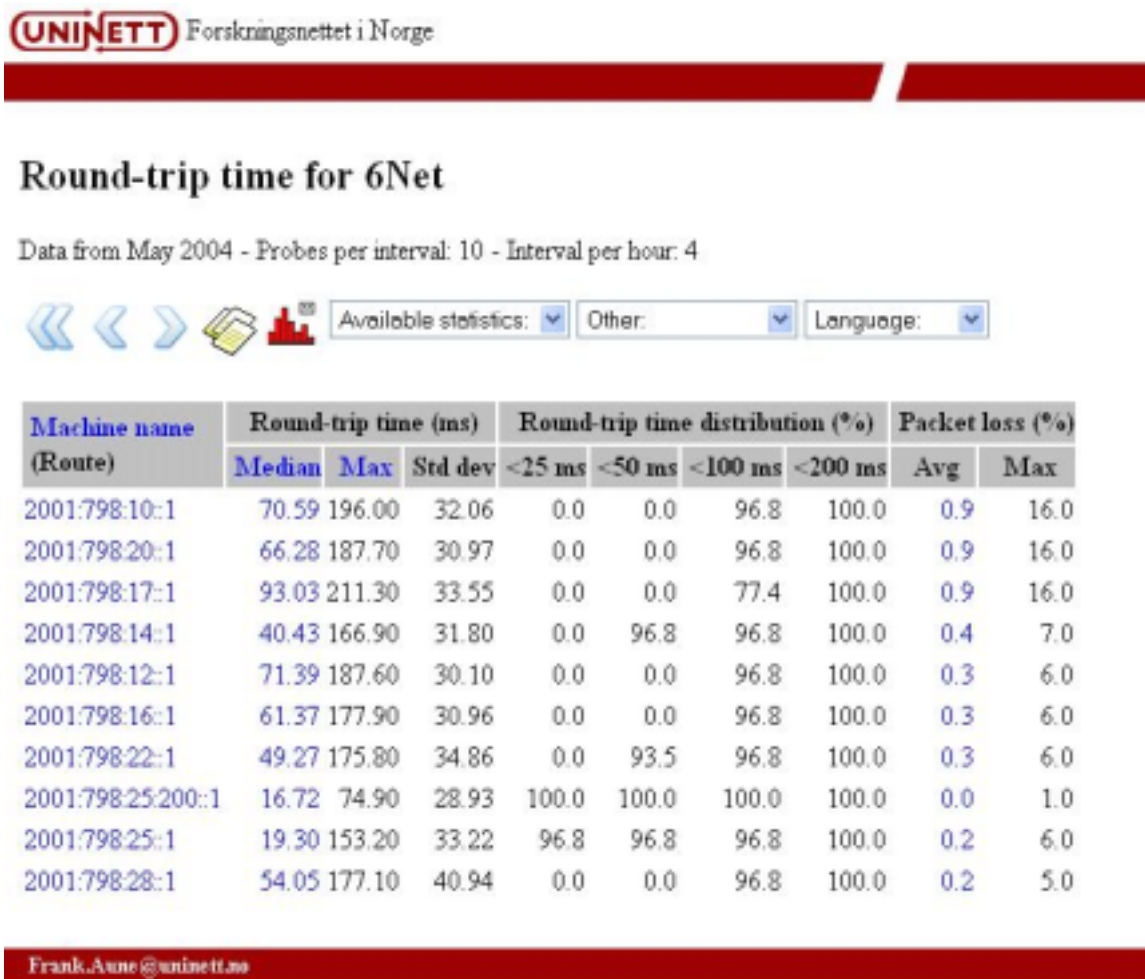 UNINETT Forskningsnettet i Norge
Round-trip time for 6Net
Data from May 2004 - Probes per interval: 10 - Interval per hour: 4
Available statistics: Other: Language:
Machine name Round-trip time (ms) Round-trip time distribution (%) Packet loss (%)
(Route) Median Max Std dev <25 ms <50 ms <100 ms <200 ms Avg Max
2001:798:10::1 70.59 196.00 32.06 0.0 0.0 96.8 100.0 0.9 16.0
2001:798:20::1 66.28 187.70 30.97 0.0 0.0 96.8 100.0 0.9 16.0
2001:798:17::1 93.03 211.30 33.55 0.0 0.0 77.4 100.0 0.9 16.0
2001:798:14::1 40.43 166.90 31.80 0.0 96.8 96.8 100.0 0.4 7.0
2001:798:12::1 71.39 187.60 30.10 0.0 0.0 96.8 100.0 0.3 6.0
2001:798:16::1 61.37 177.90 30.96 0.0 0.0 96.8 100.0 0.3 6.0
2001:798:22::1 49.27 175.80 34.86 0.0 93.5 96.8 100.0 0.3 6.0
2001:798:25:200::1 16.72 74.90 28.93 100.0 100.0 100.0 100.0 0.0 1.0
2001:798:25::1 19.30 153.20 33.22 96.8 96.8 96.8 100.0 0.2 6.0
2001:798:28::1 54.05 177.10 40.94 0.0 0.0 96.8 100.0 0.2 5.0
Frank.Aune@uninett.no